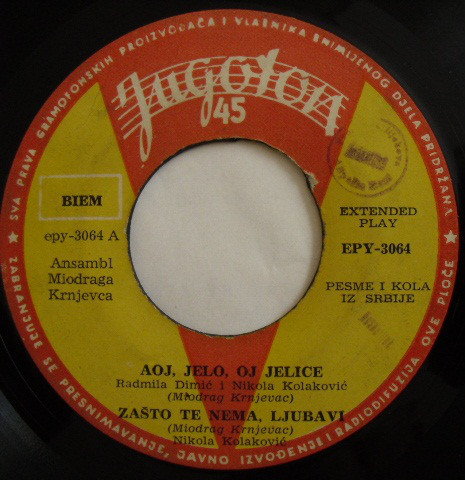 SVA PRAVA GRAMOFONSKIH PROIZVOĐAČA I VLASNIKA SNIMLJENOG DJELA PRIDRŽANA
Jugoton
45
BIEM
epy-3064 A
Ansambl
Miodraga
Krnjevca
EXTENDED
PLAY
EPY-3064
PESME I KOLA
IZ SRBIJE
AOJ, JELO, OJ JELICE
Radmila Dimić i Nikola Kolaković
(Miodrag Krnjevac)
ZAŠTO TE NEMA, LJUBAVI
(Miodrag Krnjevac)
Nikola Kolaković
ZABRANJUJE SE PRESNIMAVANJE, JAVNO IZVOĐENJE I RADIODIFUZIJA OVE PLOČE